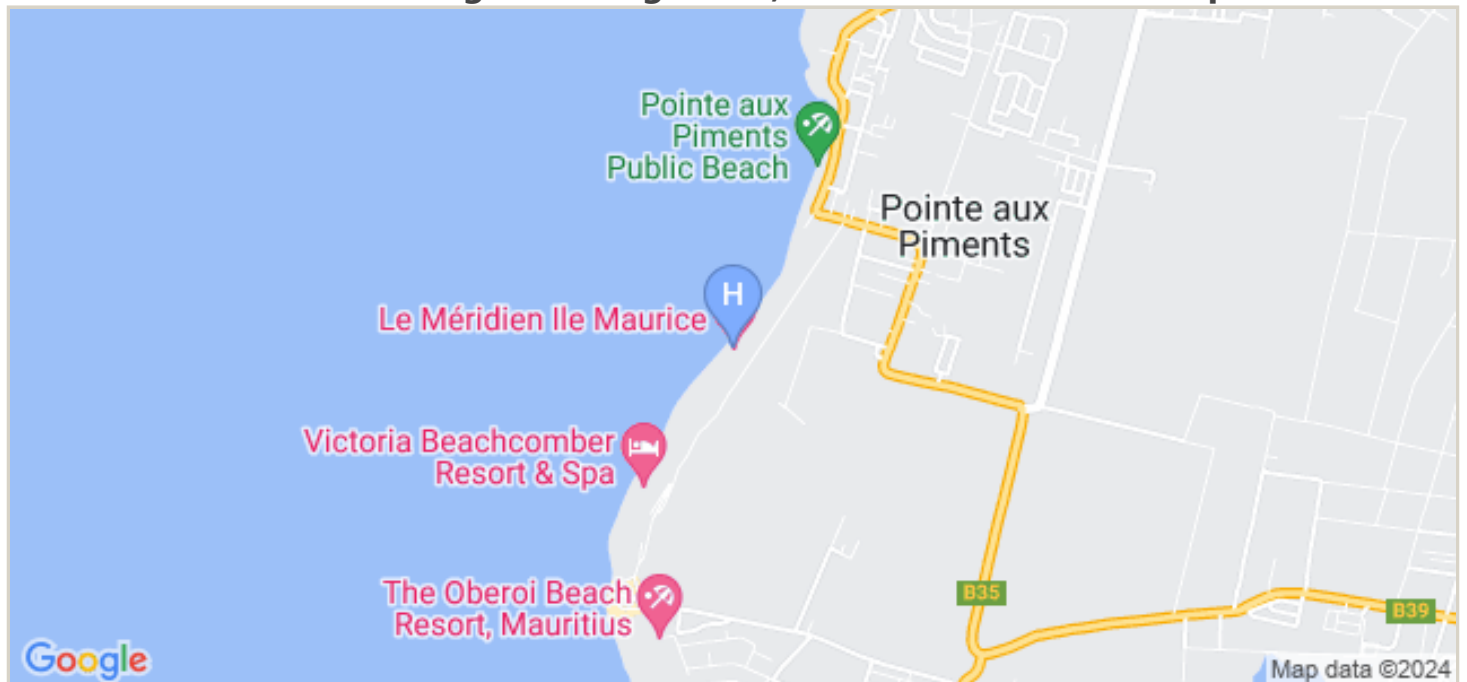 Pointe aux
Piments
Public Beach
Pointe aux
Piments
H
Le Méridien Ile Maurice
Victoria Beachcomber
Resort & Spa
The Oberoi Beach
Resort, Mauritius
B35
B39
Google
Map data ©2024